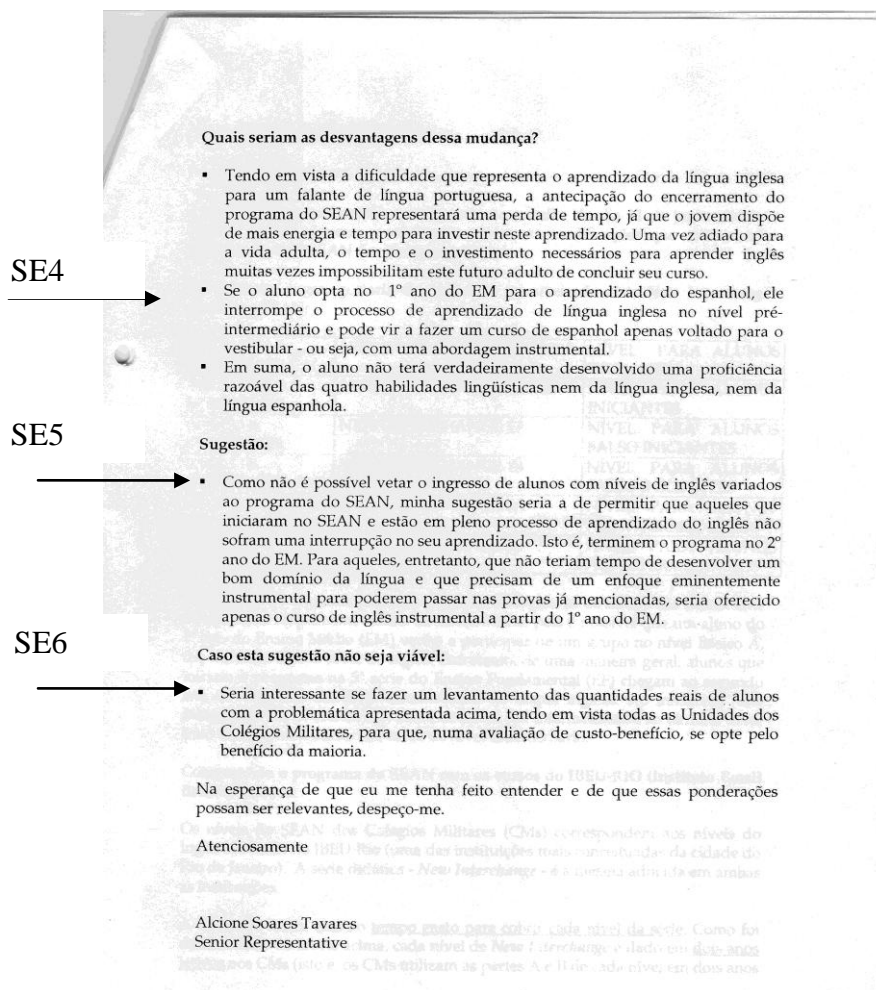 Quais seriam as desvantagens dessa mudança?
▪ Tendo em vista a dificuldade que representa o aprendizado da língua inglesa
para um falante de língua portuguesa, a antecipação do encerramento do
programa do SEAN representará uma perda de tempo, já que o jovem dispõe
de mais energia e tempo para investir neste aprendizado. Uma vez adiado para
a vida adulta, o tempo e o investimento necessários para aprender inglês
muitas vezes impossibilitam este futuro adulto de concluir seu curso.
SE4
▪ Se o aluno opta no 1º ano do EM para o aprendizado do espanhol, ele
interrompe o processo de aprendizado de língua inglesa no nível pré-
intermediário e pode vir a fazer um curso de espanhol apenas voltado para o
vestibular - ou seja, com uma abordagem instrumental.
▪ Em suma, o aluno não terá verdadeiramente desenvolvido uma proficiência
razoável das quatro habilidades lingüísticas nem da língua inglesa, nem da
língua espanhola.
SE5
Sugestão:
▪ Como não é possível vetar o ingresso de alunos com níveis de inglês variados
ao programa do SEAN, minha sugestão seria a de permitir que aqueles que
iniciaram no SEAN e estão em pleno processo de aprendizado do inglês não
sofram uma interrupção no seu aprendizado. Isto é, terminem o programa no 2º
ano do EM. Para aqueles, entretanto, que não teriam tempo de desenvolver um
bom domínio da língua e que precisam de um enfoque eminentemente
instrumental para poderem passar nas provas já mencionadas, seria oferecido
apenas o curso de inglês instrumental a partir do 1º ano do EM.
SE6
Caso esta sugestão não seja viável:
▪ Seria interessante se fazer um levantamento das quantidades reais de alunos
com a problemática apresentada acima, tendo em vista todas as Unidades dos
Colégios Militares, para que, numa avaliação de custo-benefício, se opte pelo
benefício da maioria.
Na esperança de que eu me tenha feito entender e de que essas ponderações
possam ser relevantes, despeço-me.
Atenciosamente
Alcione Soares Tavares
Senior Representative